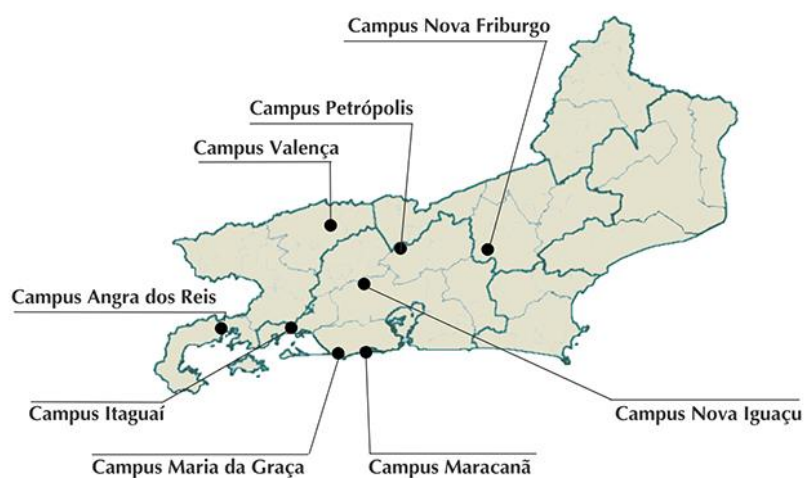 Campus Nova Friburgo
Campus Petrópolis
Campus Valença
Campus Angra dos Reis
Campus Itaguaí
Campus Nova Iguaçu
Campus Maria da Graça
Campus Maracanã